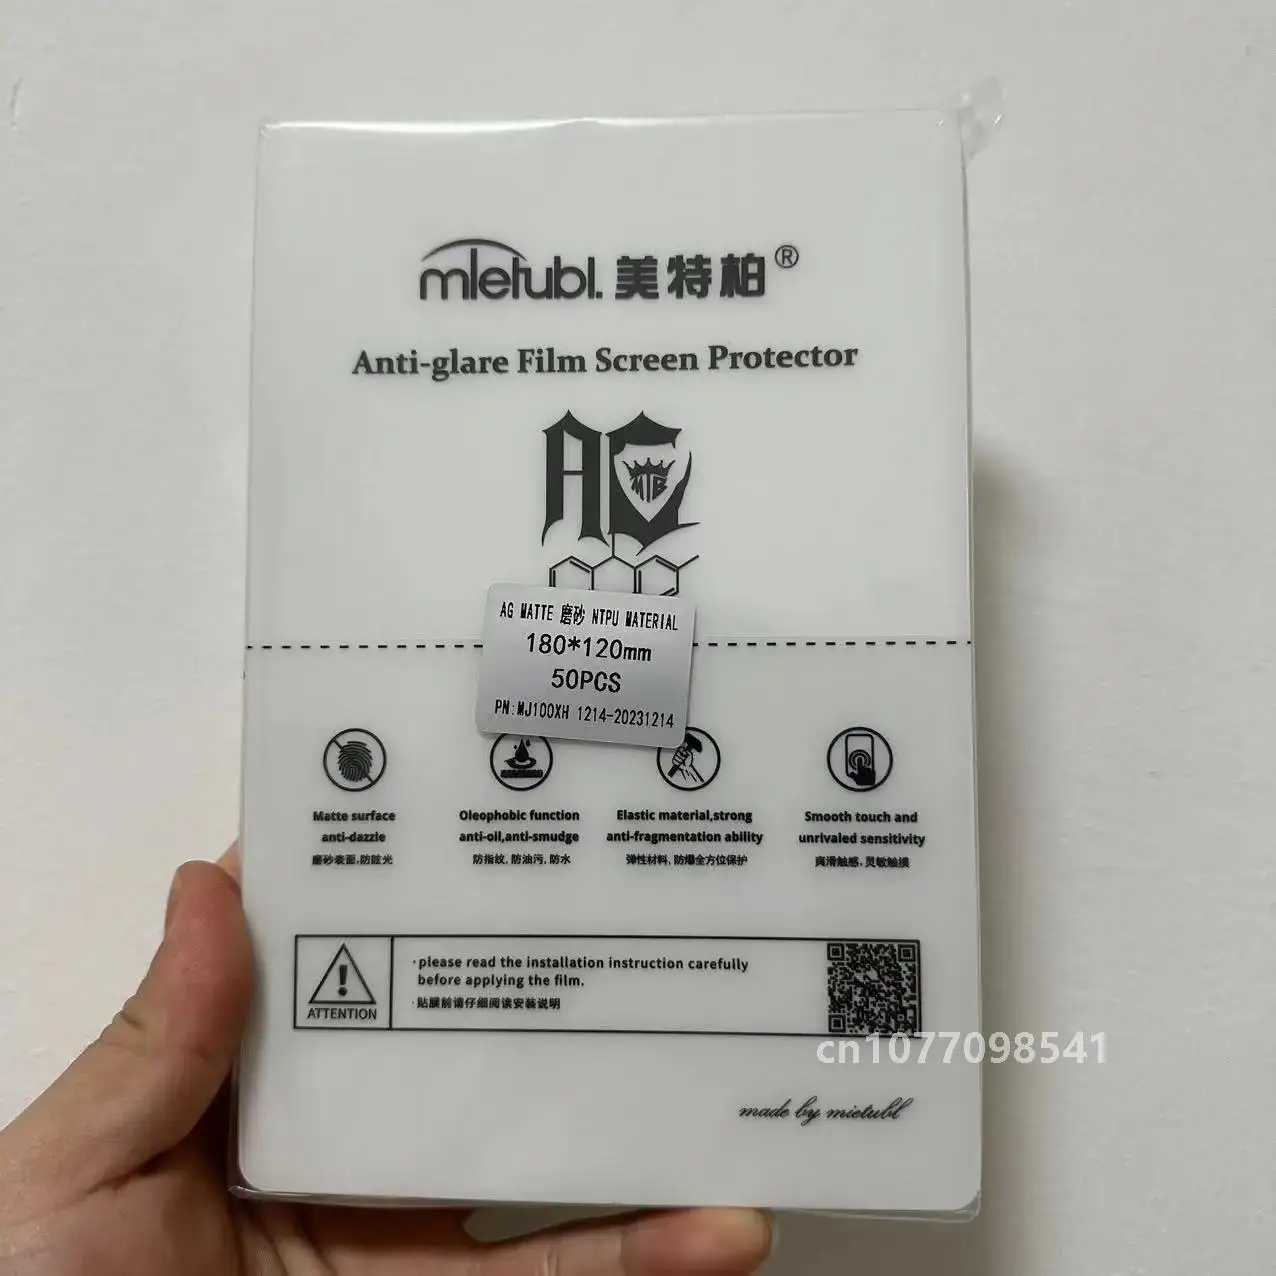 mietubl. 美特柏®
Anti-glare Film Screen Protector
AG
MTB
AG MATTE 磨砂 NTPU MATERIAL
180*120mm
50PCS
PN:MJ100XH 1214-20231214
Matte surface
anti-dazzle
磨砂表面,防眩光
Oleophobic function
anti-oil,anti-smudge
防指纹, 防油污, 防水
Elastic material,strong
anti-fragmentation ability
弹性材料, 防爆全方位保护
Smooth touch and
unrivaled sensitivity
爽滑触感, 灵敏触摸
ATTENTION
·please read the installation instruction carefully
before applying the film.
·贴膜前请仔细阅读安装说明
cn1077098541
made by mietubl